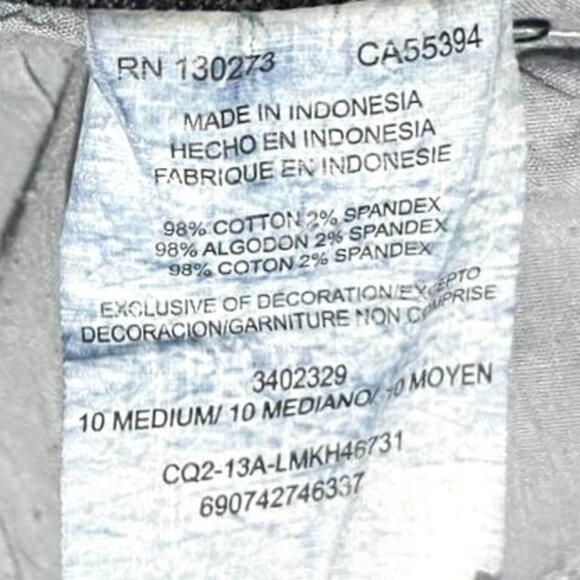 RN 130273 CA55394
MADE IN INDONESIA
HECHO EN INDONESIA
FABRIQUE EN INDONESIE
98% COTTON 2% SPANDEX
98% ALGODON 2% SPANDEX
98% COTON 2% SPANDEX
EXCLUSIVE OF DECORATION/EXCEPTO
DECORACION/GARNITURE NON COMPRISE
3402329
10 MEDIUM/ 10 MEDIANO/ 10 MOYEN
CQ2-13A-LMKH46731
690742746337